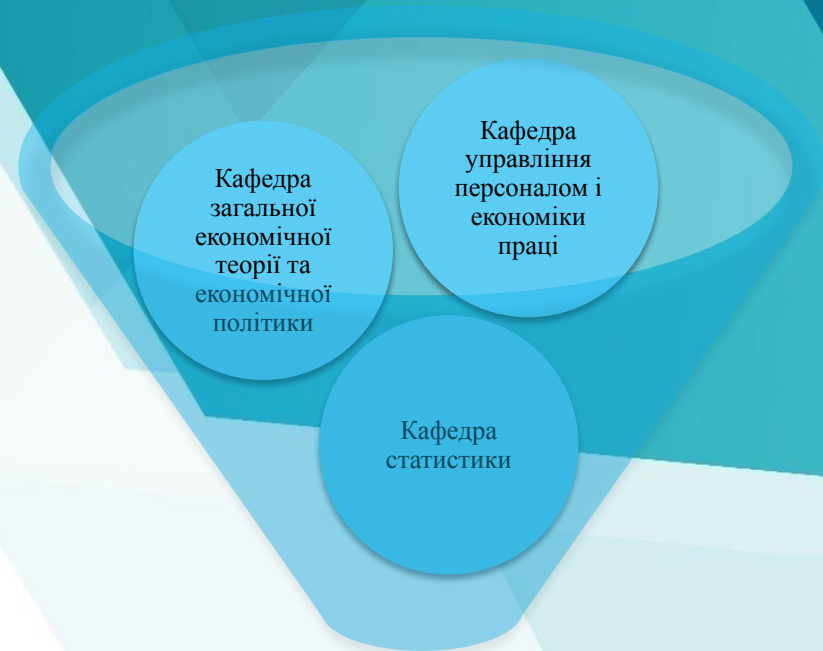 Кафедра
загальної
економічної
теорії та
економічної
політики
Кафедра
управління
персоналом і
економіки
праці
Кафедра
статистики